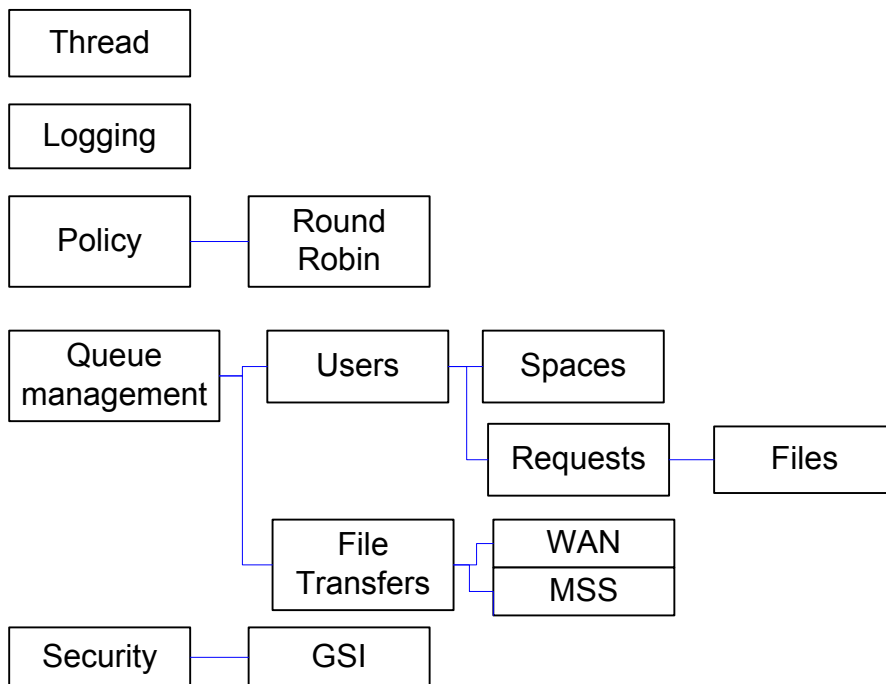 Thread
Logging
Policy
Round
Robin
Queue
management
Users
Spaces
Requests
Files
File
Transfers
WAN
MSS
Security
GSI